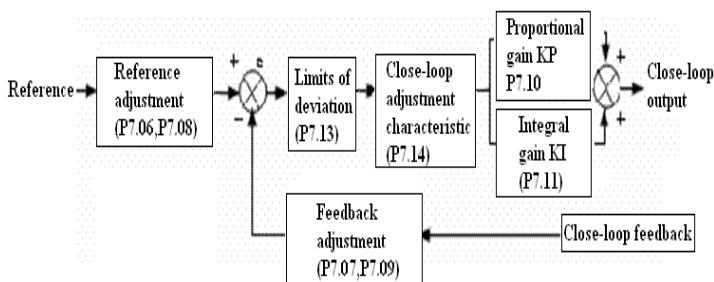 Reference
Reference
adjustment
(P7.06,P7.08)
+
e
−
Limits of
deviation
(P7.13)
Close-loop
adjustment
characteristic
(P7.14)
Proportional
gain KP
P7.10
Integral
gain KI
(P7.11)
+
+
Close-loop
output
Feedback
adjustment
(P7.07,P7.09)
Close-loop feedback